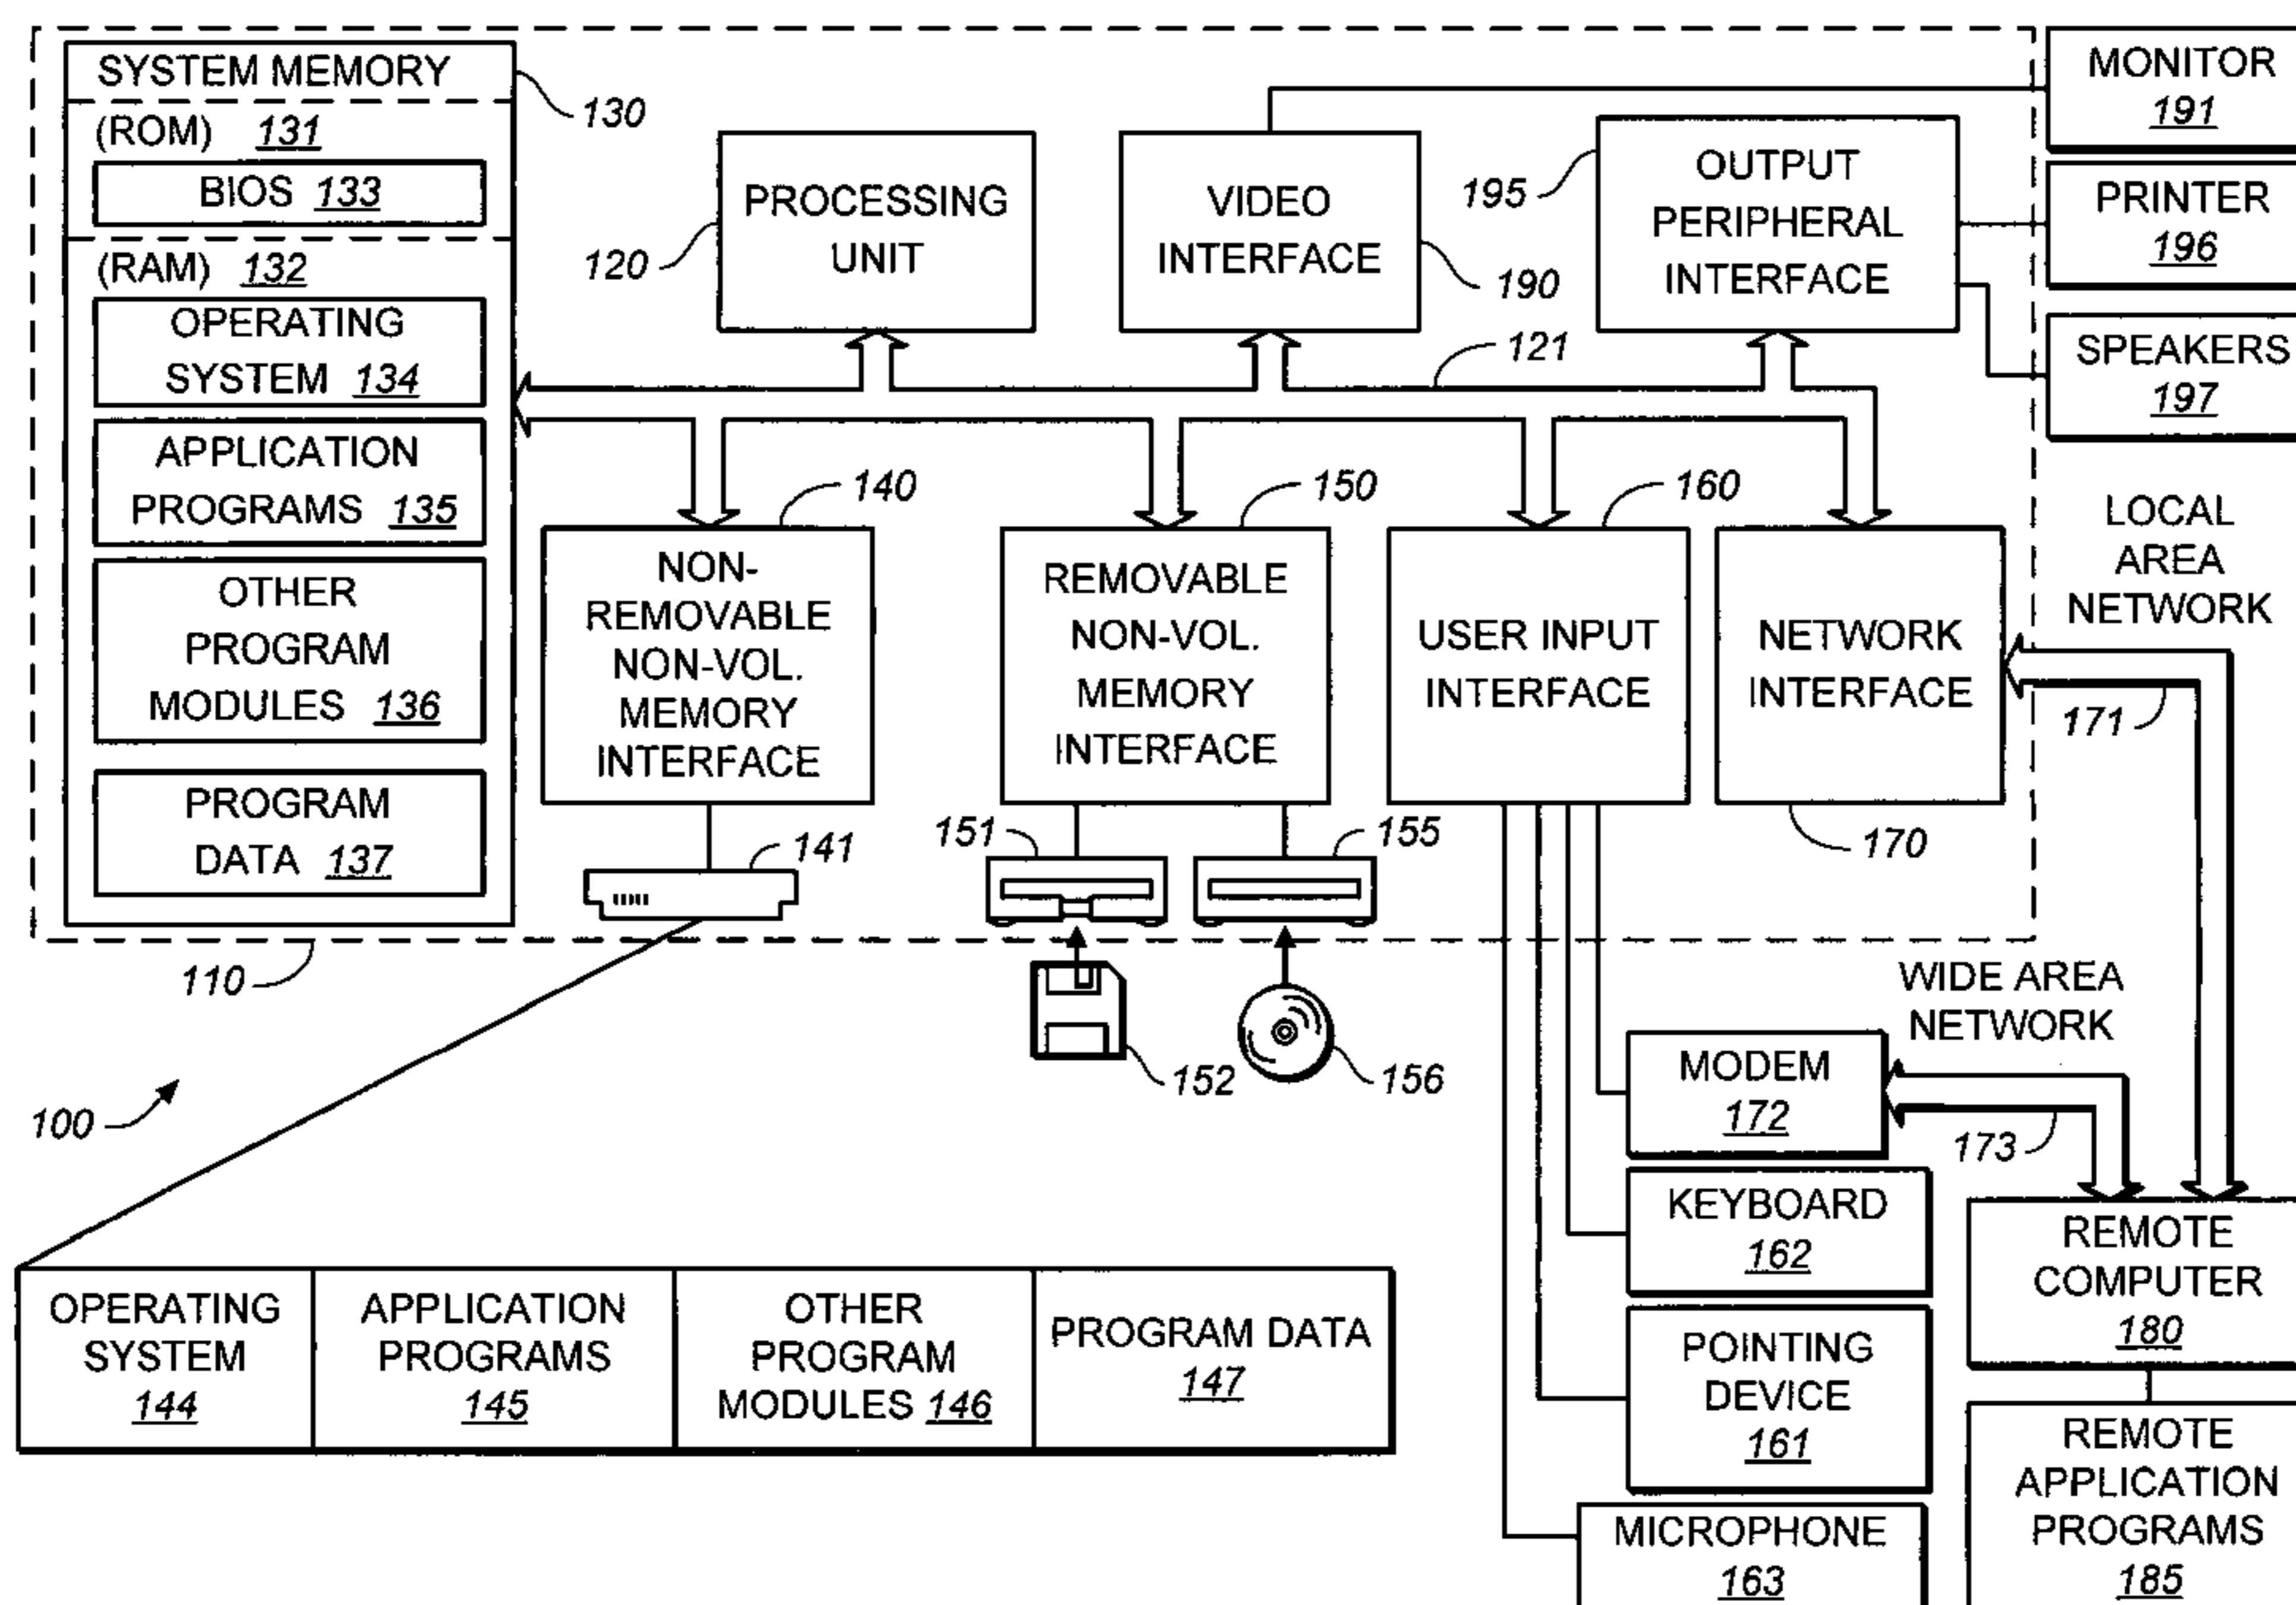 SYSTEM MEMORY
130
(ROM) 131
BIOS 133
(RAM) 132
OPERATING
SYSTEM 134
APPLICATION
PROGRAMS 135
OTHER
PROGRAM
MODULES 136
PROGRAM
DATA 137
110
100
PROCESSING
UNIT
120
VIDEO
INTERFACE
190
195
OUTPUT
PERIPHERAL
INTERFACE
121
MONITOR
191
PRINTER
196
SPEAKERS
197
140
NON-
REMOVABLE
NON-VOL.
MEMORY
INTERFACE
141
150
REMOVABLE
NON-VOL.
MEMORY
INTERFACE
151
155
152
156
160
USER INPUT
INTERFACE
NETWORK
INTERFACE
170
LOCAL
AREA
NETWORK
171
WIDE AREA
NETWORK
MODEM
172
173
KEYBOARD
162
POINTING
DEVICE
161
MICROPHONE
163
REMOTE
COMPUTER
180
REMOTE
APPLICATION
PROGRAMS
185
OPERATING
SYSTEM
144
APPLICATION
PROGRAMS
145
OTHER
PROGRAM
MODULES 146
PROGRAM DATA
147